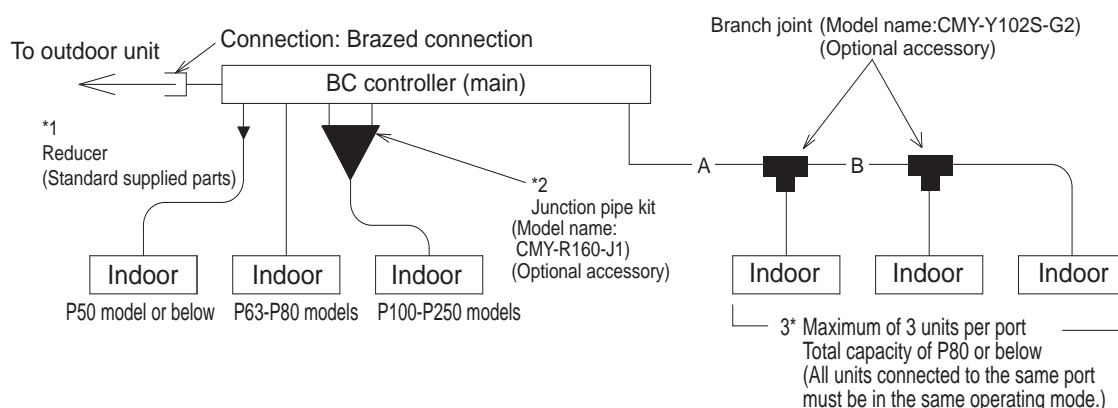 Branch joint (Model name:CMY-Y102S-G2)
(Optional accessory)
To outdoor unit
Connection: Brazed connection
BC controller (main)
*1
Reducer
(Standard supplied parts)
A
B
*2
Junction pipe kit
(Model name:
CMY-R160-J1)
(Optional accessory)
Indoor
Indoor
Indoor
Indoor
Indoor
Indoor
P50 model or below
P63-P80 models
P100-P250 models
3* Maximum of 3 units per port
Total capacity of P80 or below
(All units connected to the same port
must be in the same operating mode.)